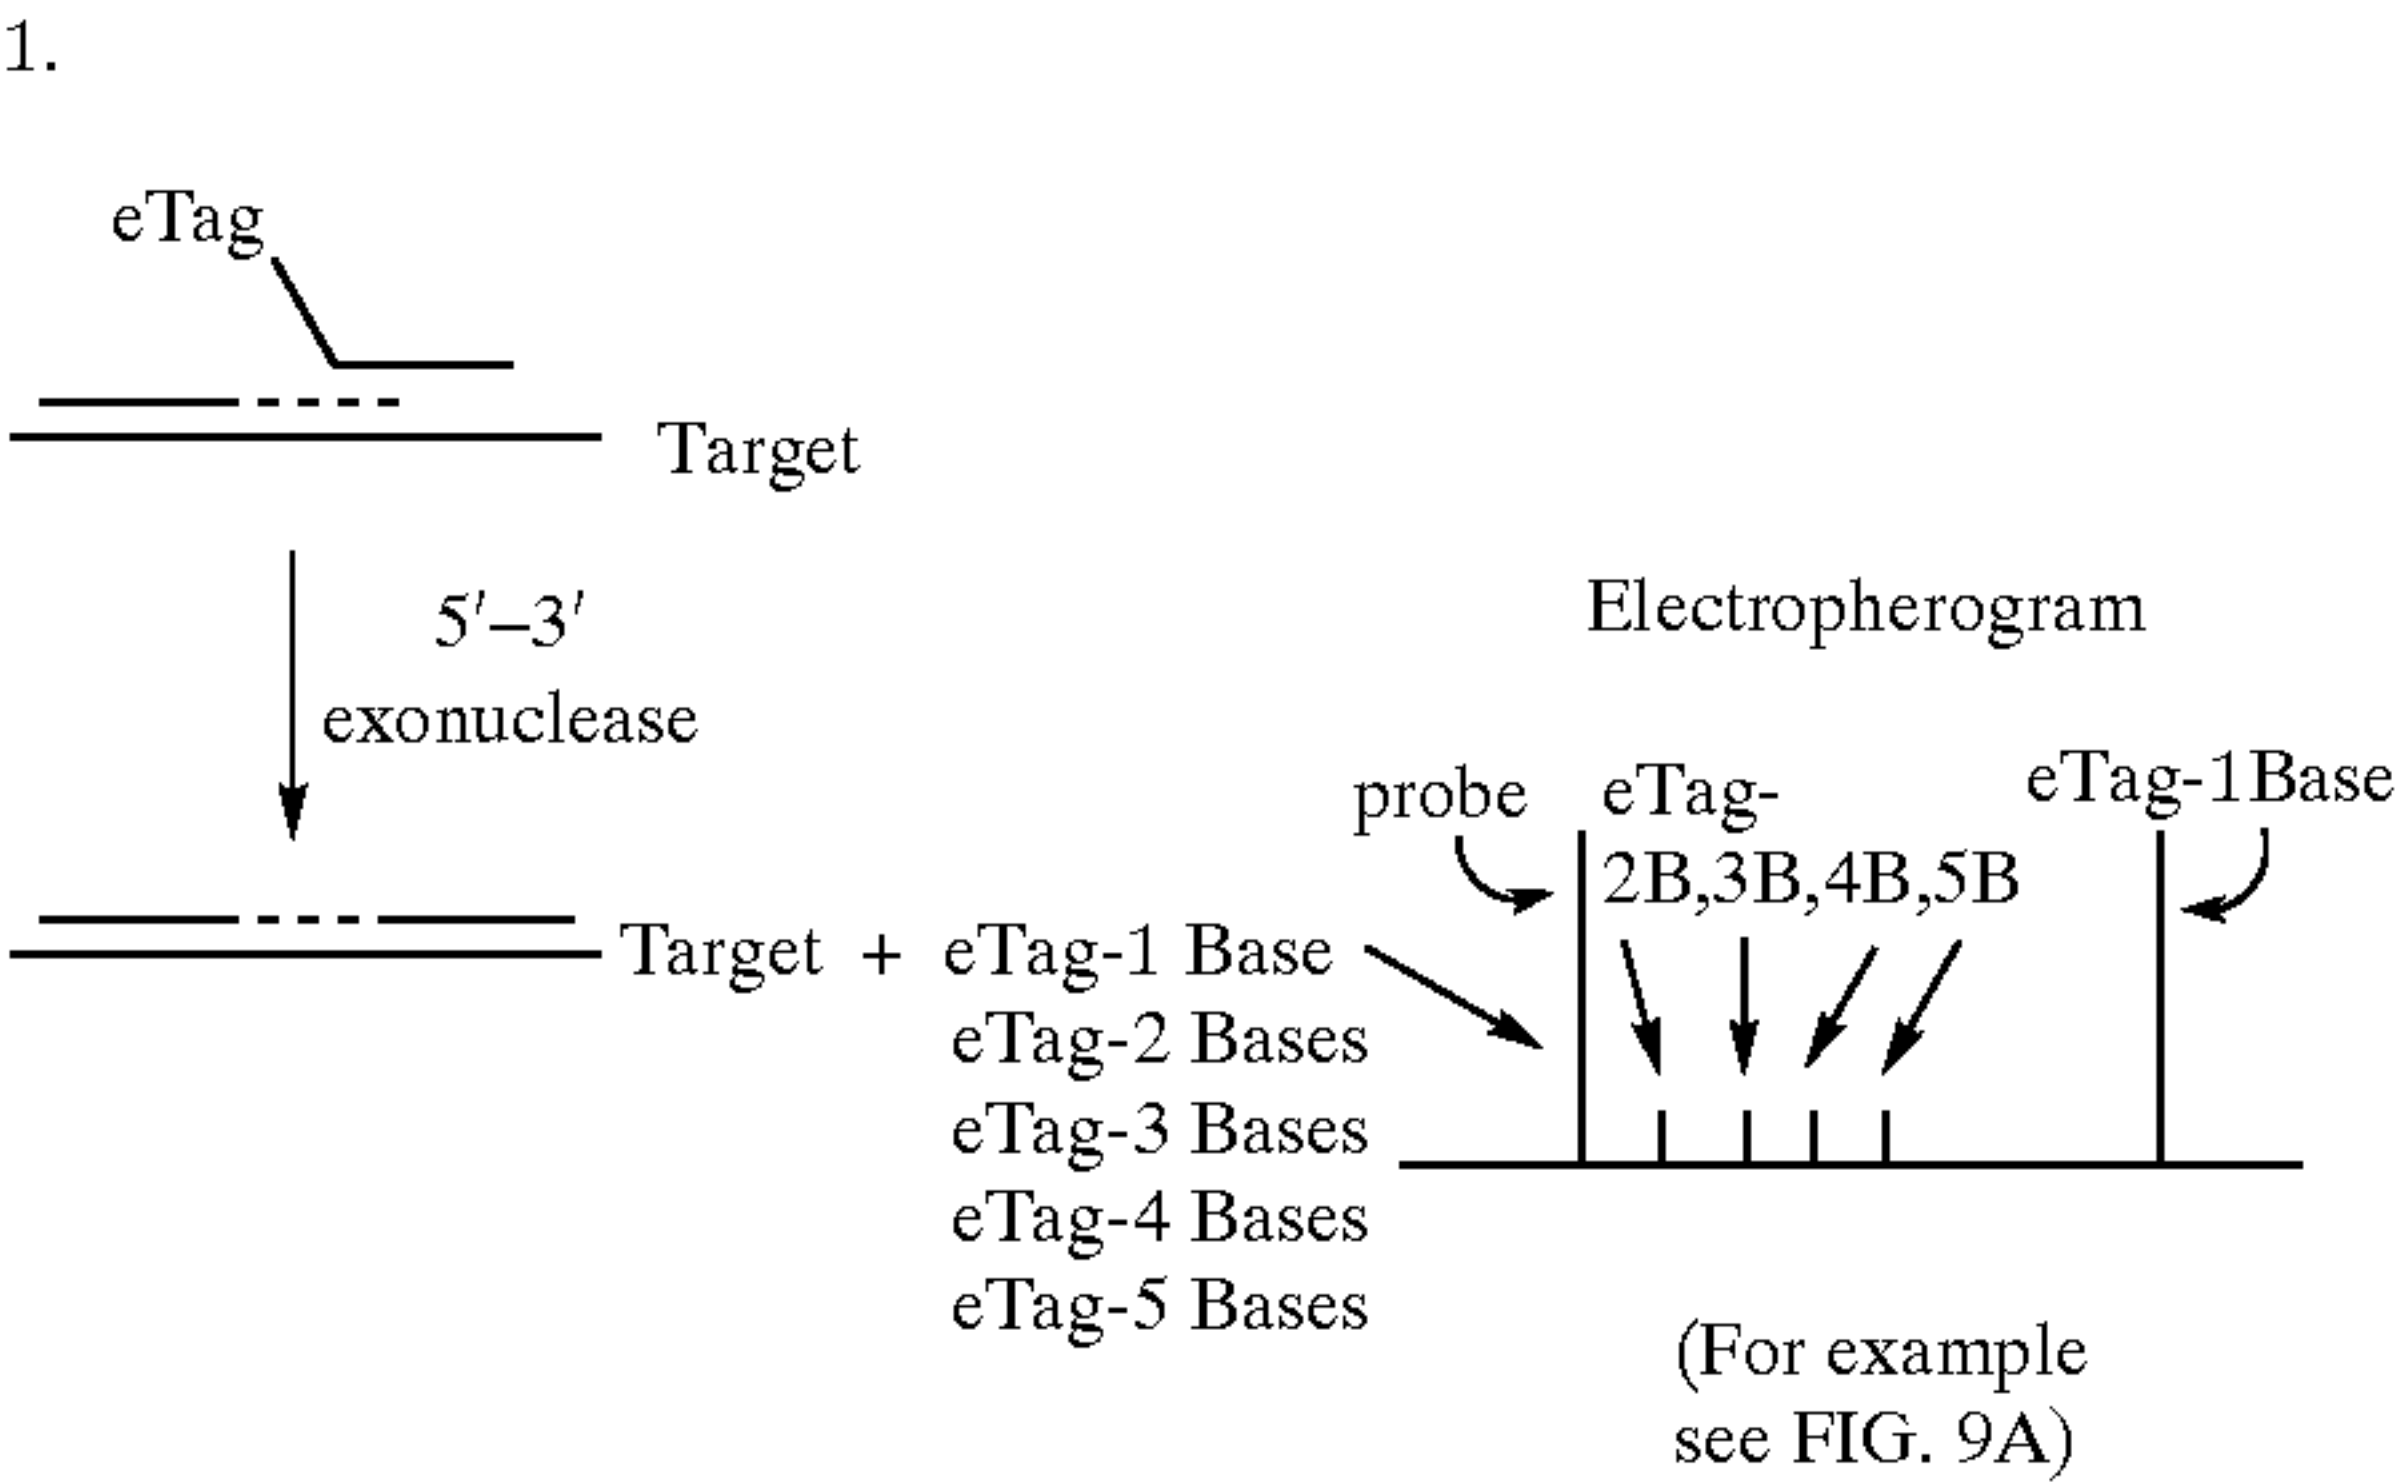 1.
eTag
Target
5′–3′
exonuclease
Electropherogram
probe
eTag-
2B,3B,4B,5B
eTag-1Base
Target + eTag-1 Base
eTag-2 Bases
eTag-3 Bases
eTag-4 Bases
eTag-5 Bases
(For example
see FIG. 9A)